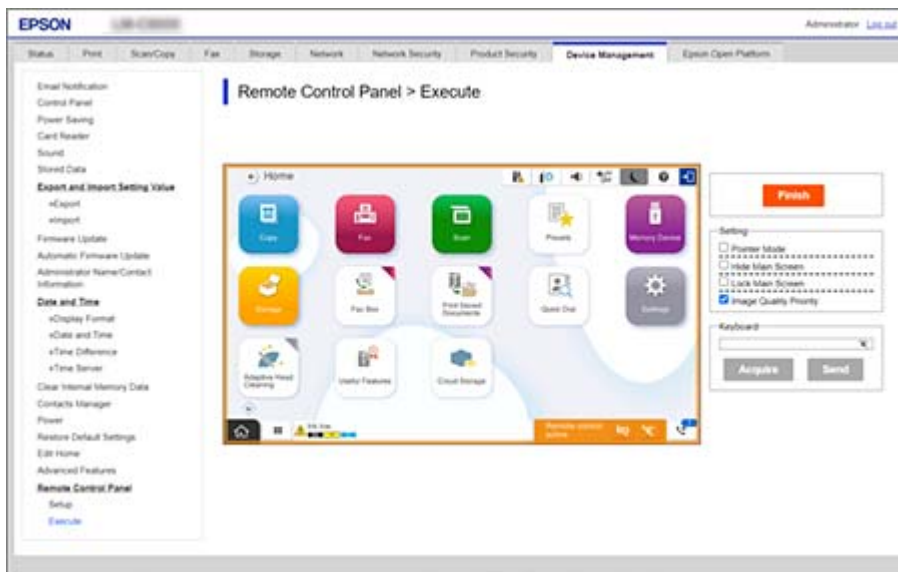 EPSON
Administrator Log out
Status Print Scan/Copy Fax Storage Network Network Security Product Security Device Management Epson Open Platform
Email Notification
Control Panel
Power Saving
Card Reader
Sound
Stored Data
Export and Import Setting Value
»Export
»Import
Firmware Update
Automatic Firmware Update
Administrator Name/Contact
Information
Date and Time
»Display Format
»Date and Time
»Time Difference
»Time Server
Clear Internal Memory Data
Contacts Manager
Power
Restore Default Settings
Edit Home
Advanced Features
Remote Control Panel
Setup
Execute
Remote Control Panel > Execute
Home
Copy Fax Scan Presets Memory Device
Storage Fax Box Print Stored
Documents Quick Dial Settings
Adaptive Head
Cleaning Useful Features Cloud Storage
Remote control
active
Finish
Setting
Pointer Mode
Hide Main Screen
Lock Main Screen
Image Quality Priority
Keyboard
Acquire Send